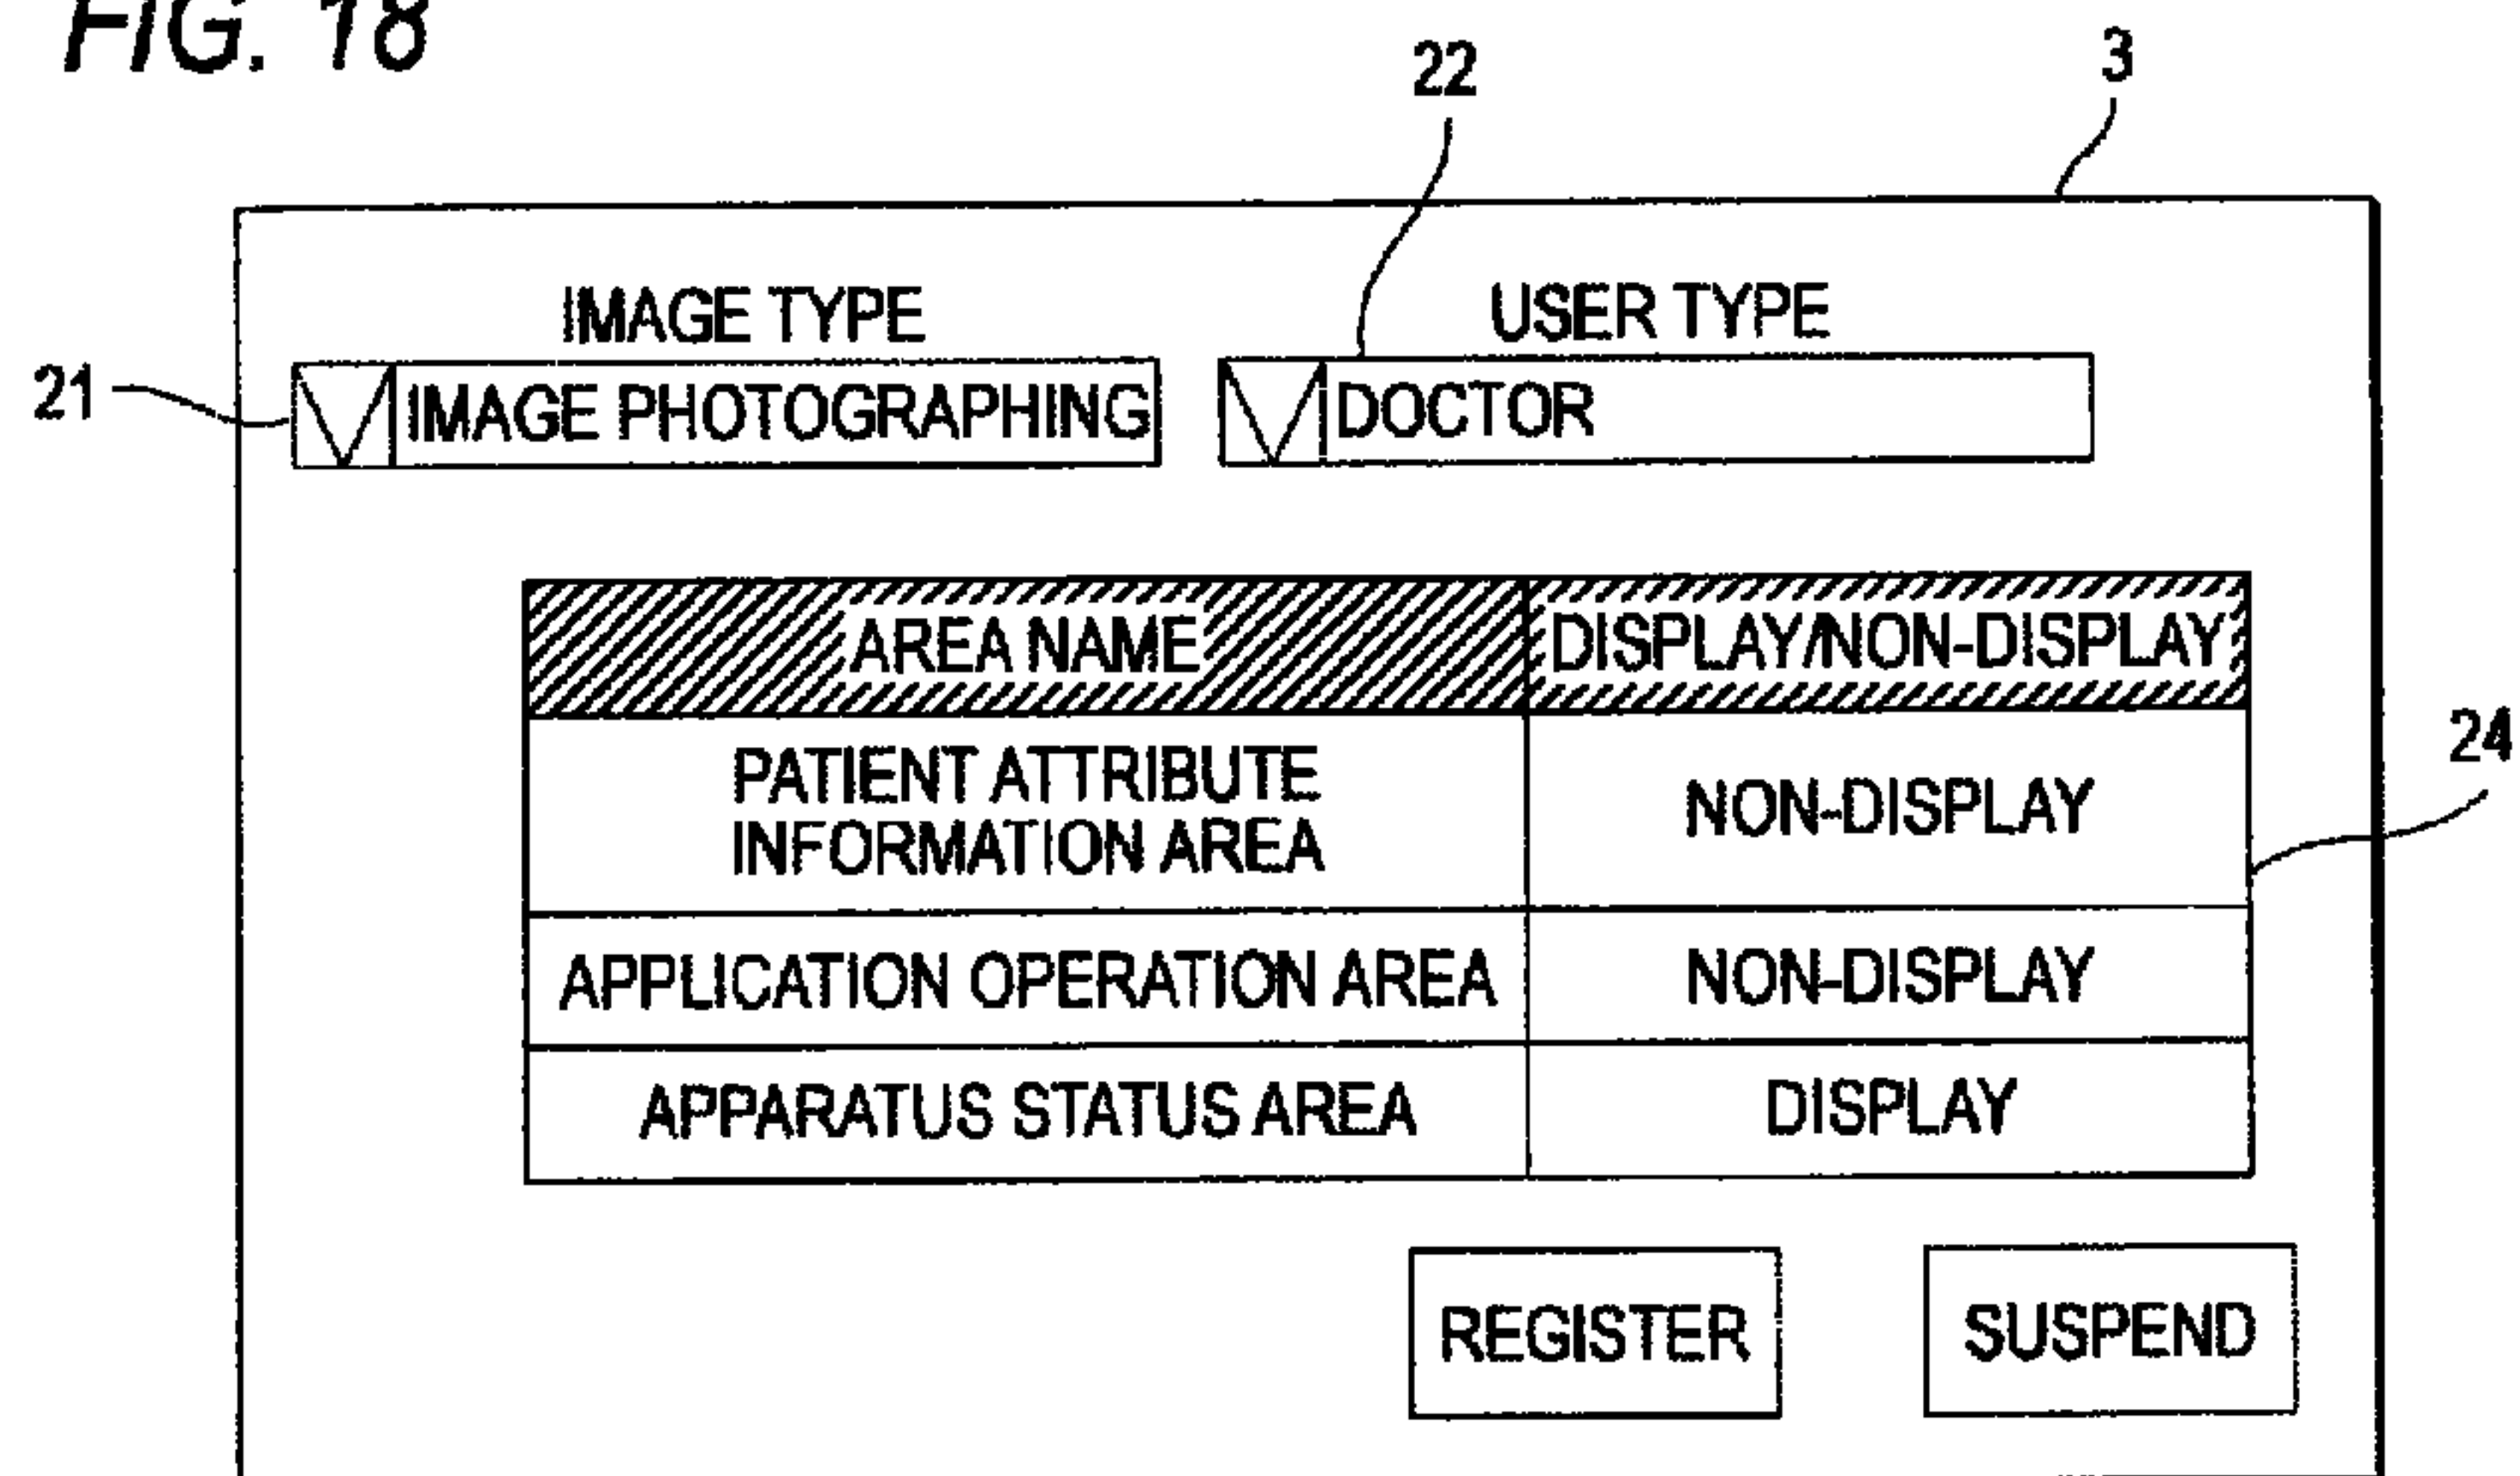 FIG. 18
22
3
IMAGE TYPE
USER TYPE
21
IMAGE PHOTOGRAPHING
DOCTOR
AREA NAME
DISPLAY/NON-DISPLAY
24
PATIENT ATTRIBUTE
INFORMATION AREA
NON-DISPLAY
APPLICATION OPERATION AREA
NON-DISPLAY
APPARATUS STATUS AREA
DISPLAY
REGISTER
SUSPEND